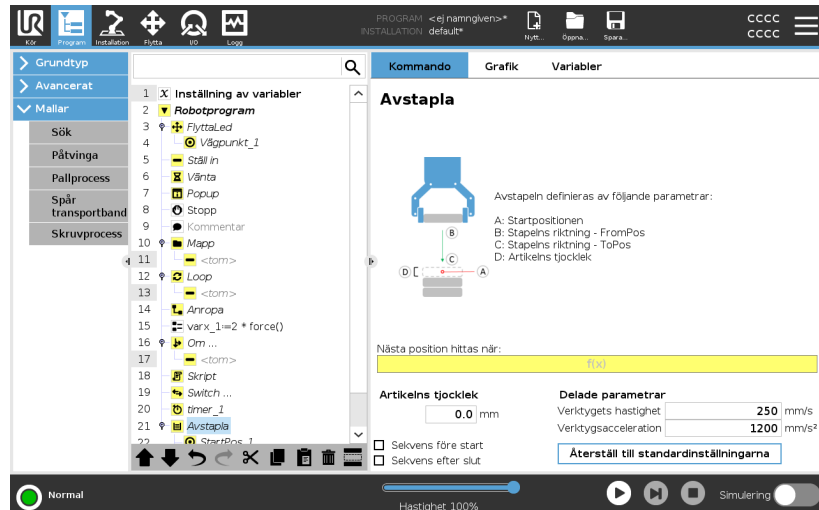 UR
Kör
Program
Installation
Flytta
I/O
Logg
PROGRAM <ej namngiven>*
INSTALLATION default*
Nytt...
Öppna...
Spara...
cccc
cccc
Grundtyp
Avancerat
Mallar
Sök
Påtvinga
Pallprocess
Spår
transportband
Skruvprocess
1 X Inställning av variabler
2 Robotprogram
3 FlyttaLed
4 Vägpunkt_1
5 Ställ in
6 Vänta
7 Popup
8 Stopp
9 Kommentar
10 Mapp
11 <tom>
12 Loop
13 <tom>
14 Anropa
15 varx_1:=2 * force()
16 Om ...
17 <tom>
18 Skript
19 Switch ...
20 timer_1
21 Avstapla
22 StartPos_1
Kommando
Grafik
Variabler
Avstapla
B
C
D
A
Avstapeln definieras av följande parametrar:
A: Startpositionen
B: Stapelns riktning - FromPos
C: Stapelns riktning - ToPos
D: Artikelns tjocklek
Nästa position hittas när:
f(x)
Artikelns tjocklek
0.0 mm
Sekvens före start
Sekvens efter slut
Delade parametrar
Verktygets hastighet 250 mm/s
Verktygsacceleration 1200 mm/s²
Återställ till standardinställningarna
Normal
Hastighet 100%
Simulering